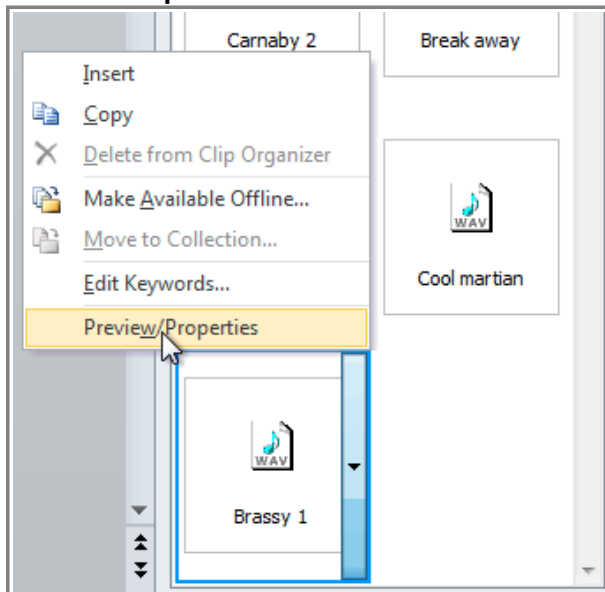 Carnaby 2
Break away
Insert
Copy
Delete from Clip Organizer
Make Available Offline...
Move to Collection...
Edit Keywords...
Preview/Properties
WAV
Cool martian
WAV
Brassy 1